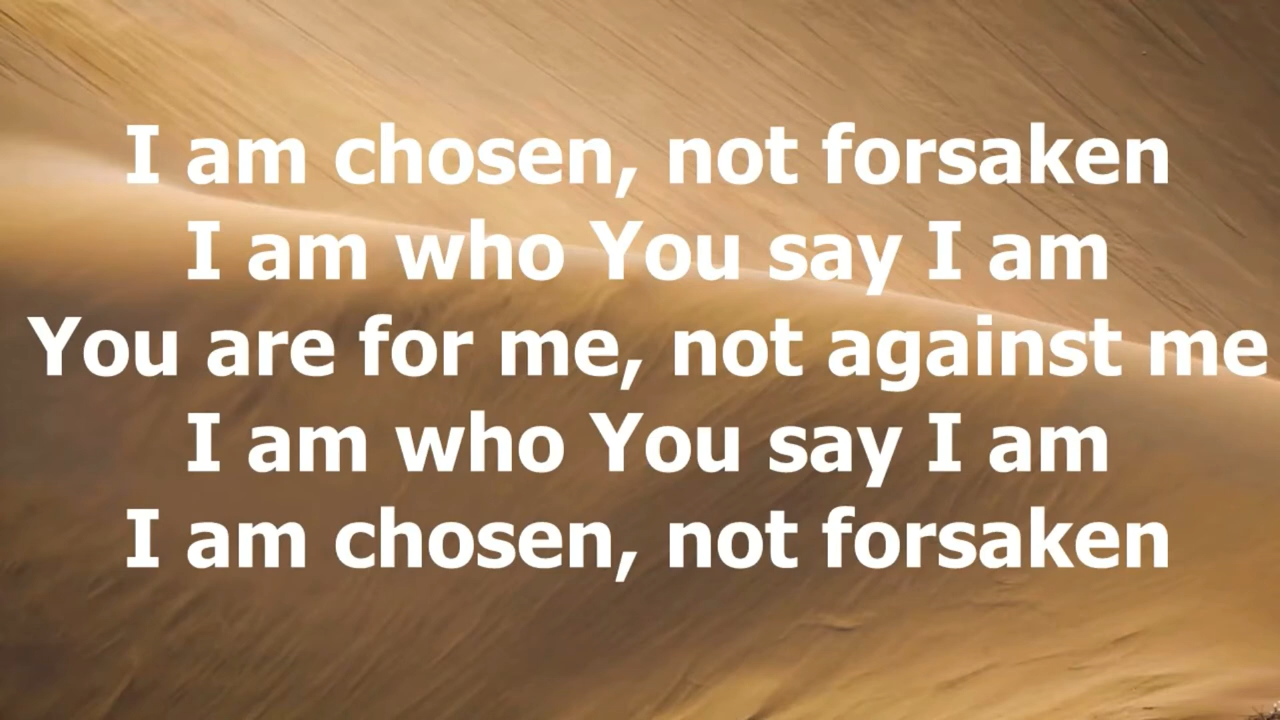 I am chosen, not forsaken
I am who You say I am
You are for me, not against me
I am who You say I am
I am chosen, not forsaken